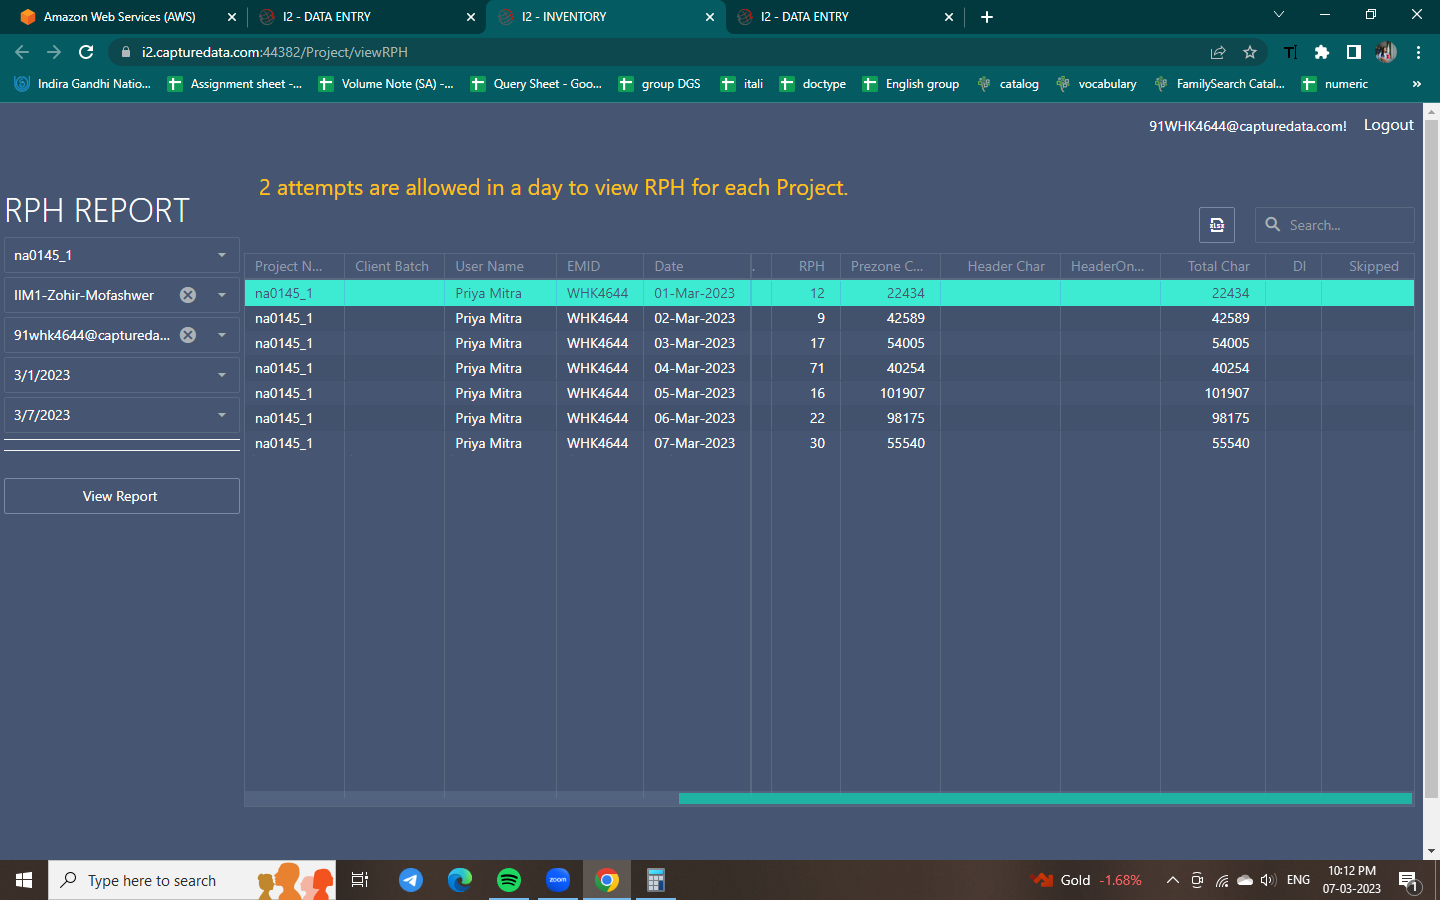 Amazon Web Services (AWS) I2 - DATA ENTRY I2 - INVENTORY I2 - DATA ENTRY
i2.capturedata.com:44382/Project/viewRPH
Indira Gandhi Natio... Assignment sheet -... Volume Note (SA) -... Query Sheet - Goo... group DGS itali doctype English group catalog vocabulary FamilySearch Catal... numeric »
91WHK4644@capturedata.com! Logout
2 attempts are allowed in a day to view RPH for each Project.
RPH REPORT
xlsx Search...
na0145_1
IIM1-Zohir-Mofashwer
91whk4644@captureda...
3/1/2023
3/7/2023
View Report
Project N... Client Batch User Name EMID Date . RPH Prezone C... Header Char HeaderOn... Total Char DI Skipped
na0145_1 Priya Mitra WHK4644 01-Mar-2023 12 22434 22434
na0145_1 Priya Mitra WHK4644 02-Mar-2023 9 42589 42589
na0145_1 Priya Mitra WHK4644 03-Mar-2023 17 54005 54005
na0145_1 Priya Mitra WHK4644 04-Mar-2023 71 40254 40254
na0145_1 Priya Mitra WHK4644 05-Mar-2023 16 101907 101907
na0145_1 Priya Mitra WHK4644 06-Mar-2023 22 98175 98175
na0145_1 Priya Mitra WHK4644 07-Mar-2023 30 55540 55540
Type here to search zoom Gold -1.68% ENG 10:12 PM
07-03-2023 1